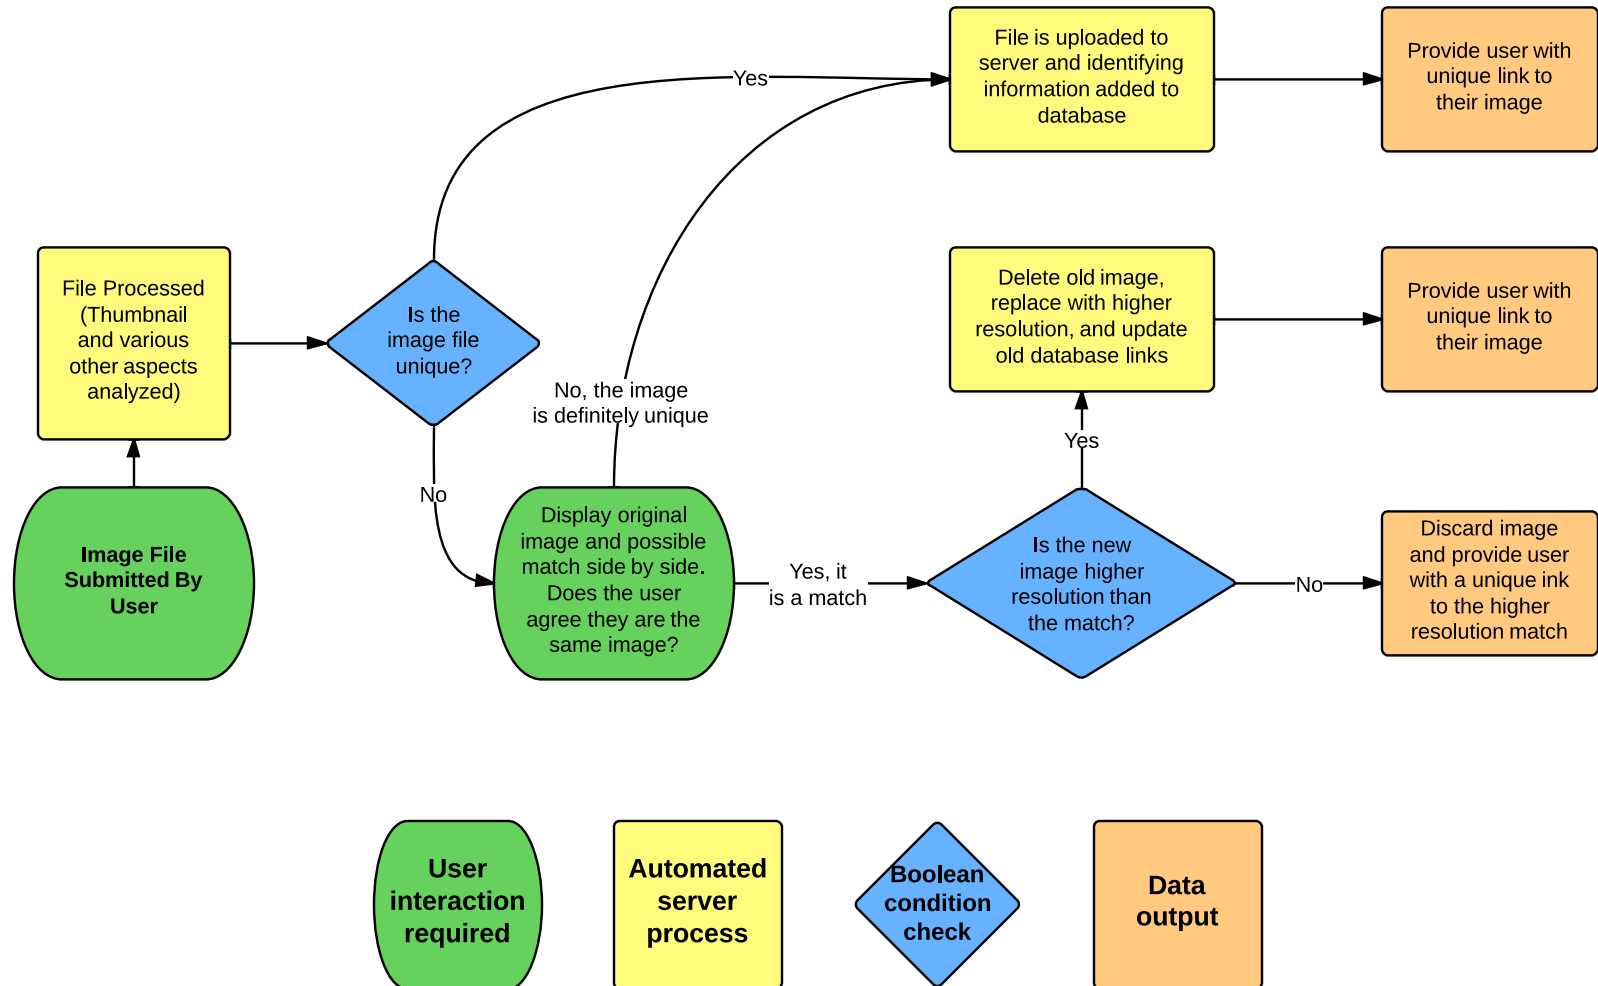 File is uploaded to
server and identifying
information added to
database
Provide user with
unique link to
their image
Yes
File Processed
(Thumbnail
and various
other aspects
analyzed)
Is the
image file
unique?
Delete old image,
replace with higher
resolution, and update
old database links
Provide user with
unique link to
their image
No, the image
is definitely unique
Yes
No
Image File
Submitted By
User
Display original
image and possible
match side by side.
Does the user
agree they are the
same image?
Yes, it
is a match
Is the new
image higher
resolution than
the match?
No
Discard image
and provide user
with a unique ink
to the higher
resolution match
User
interaction
required
Automated
server
process
Boolean
condition
check
Data
output